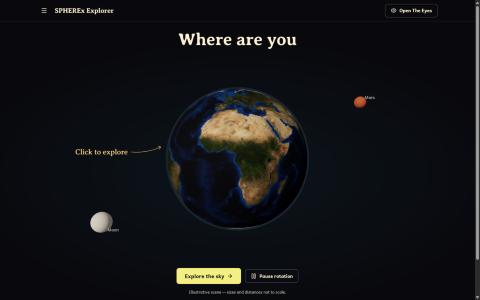 SPHEREx Explorer
Open The Eyes
Where are you
Mars
Click to explore
Moon
Explore the sky →
Pause rotation
Illustrative scene — sizes and distances not to scale.